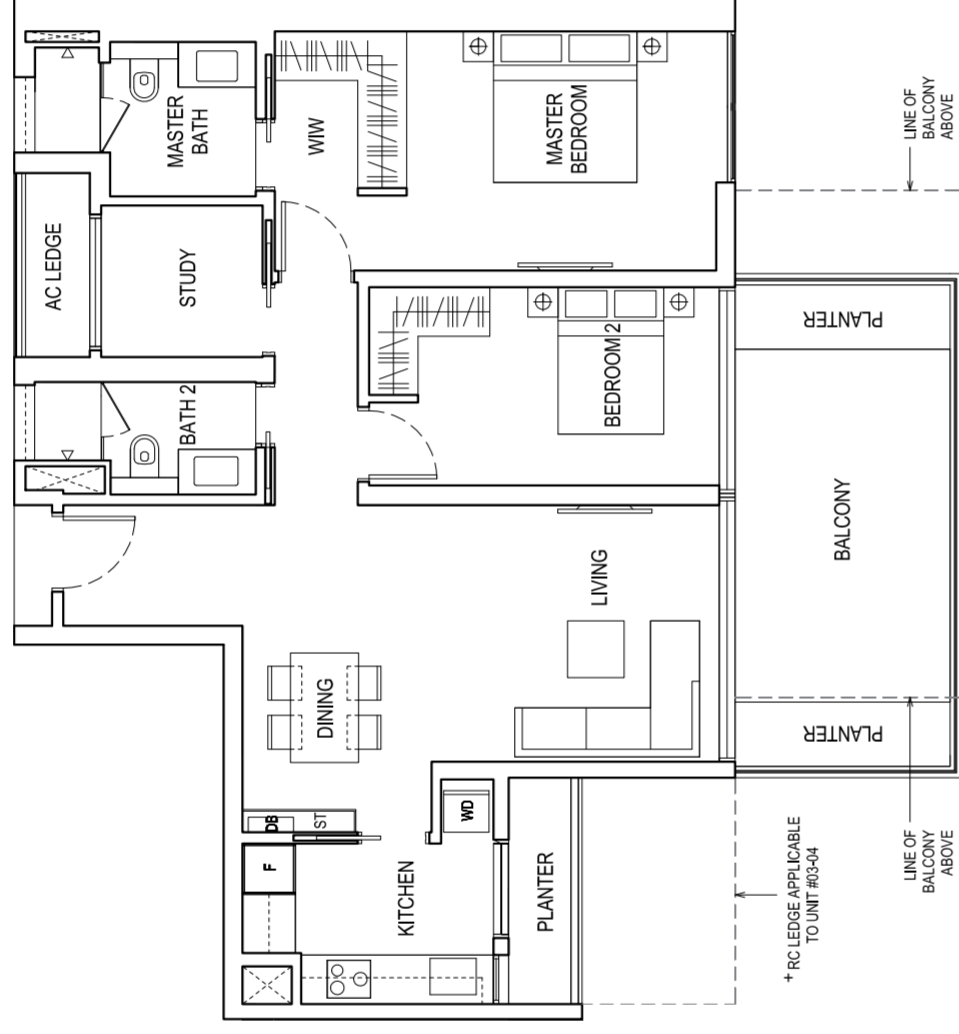 MASTER
BATH
WIW
MASTER
BEDROOM
LINE OF
BALCONY
ABOVE
AC LEDGE
STUDY
BATH 2
BEDROOM 2
PLANTER
BALCONY
PLANTER
LIVING
DINING
DB
ST
F
WD
KITCHEN
PLANTER
+ RC LEDGE APPLICABLE
TO UNIT #03-04
LINE OF
BALCONY
ABOVE